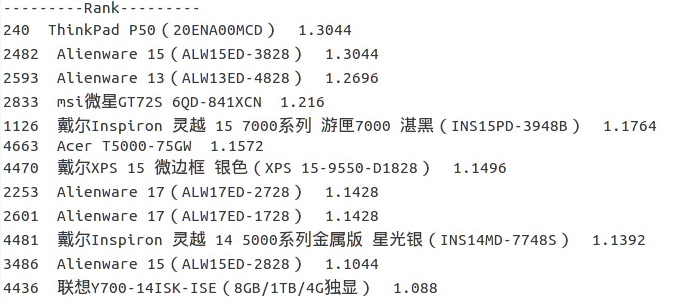 ---------Rank---------
240 ThinkPad P50（20ENA00MCD） 1.3044
2482 Alienware 15（ALW15ED-3828） 1.3044
2593 Alienware 13（ALW13ED-4828） 1.2696
2833 msi微星GT72S 6QD-841XCN 1.216
1126 戴尔Inspiron 灵越 15 7000系列 游匣7000 湛黑（INS15PD-3948B） 1.1764
4663 Acer T5000-75GW 1.1572
4470 戴尔XPS 15 微边框 银色（XPS 15-9550-D1828） 1.1496
2253 Alienware 17（ALW17ED-2728） 1.1428
2601 Alienware 17（ALW17ED-1728） 1.1428
4481 戴尔Inspiron 灵越 14 5000系列金属版 星光银（INS14MD-7748S） 1.1392
3486 Alienware 15（ALW15ED-2828） 1.1044
4436 联想Y700-14ISK-ISE（8GB/1TB/4G独显） 1.088